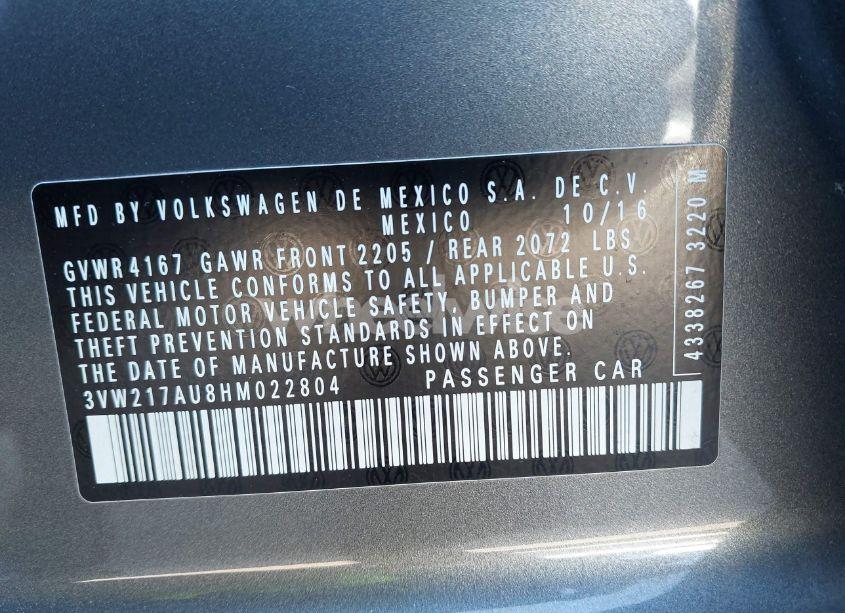 MFD BY VOLKSWAGEN DE MEXICO S.A. DE C.V.
MEXICO 10/16
GVWR 4167 GAWR FRONT 2205 / REAR 2072 LBS
THIS VEHICLE CONFORMS TO ALL APPLICABLE U.S.
FEDERAL MOTOR VEHICLE SAFETY, BUMPER AND
THEFT PREVENTION STANDARDS IN EFFECT ON
THE DATE OF MANUFACTURE SHOWN ABOVE.
3VW217AU8HM022804 PASSENGER CAR
4338267 3220 M